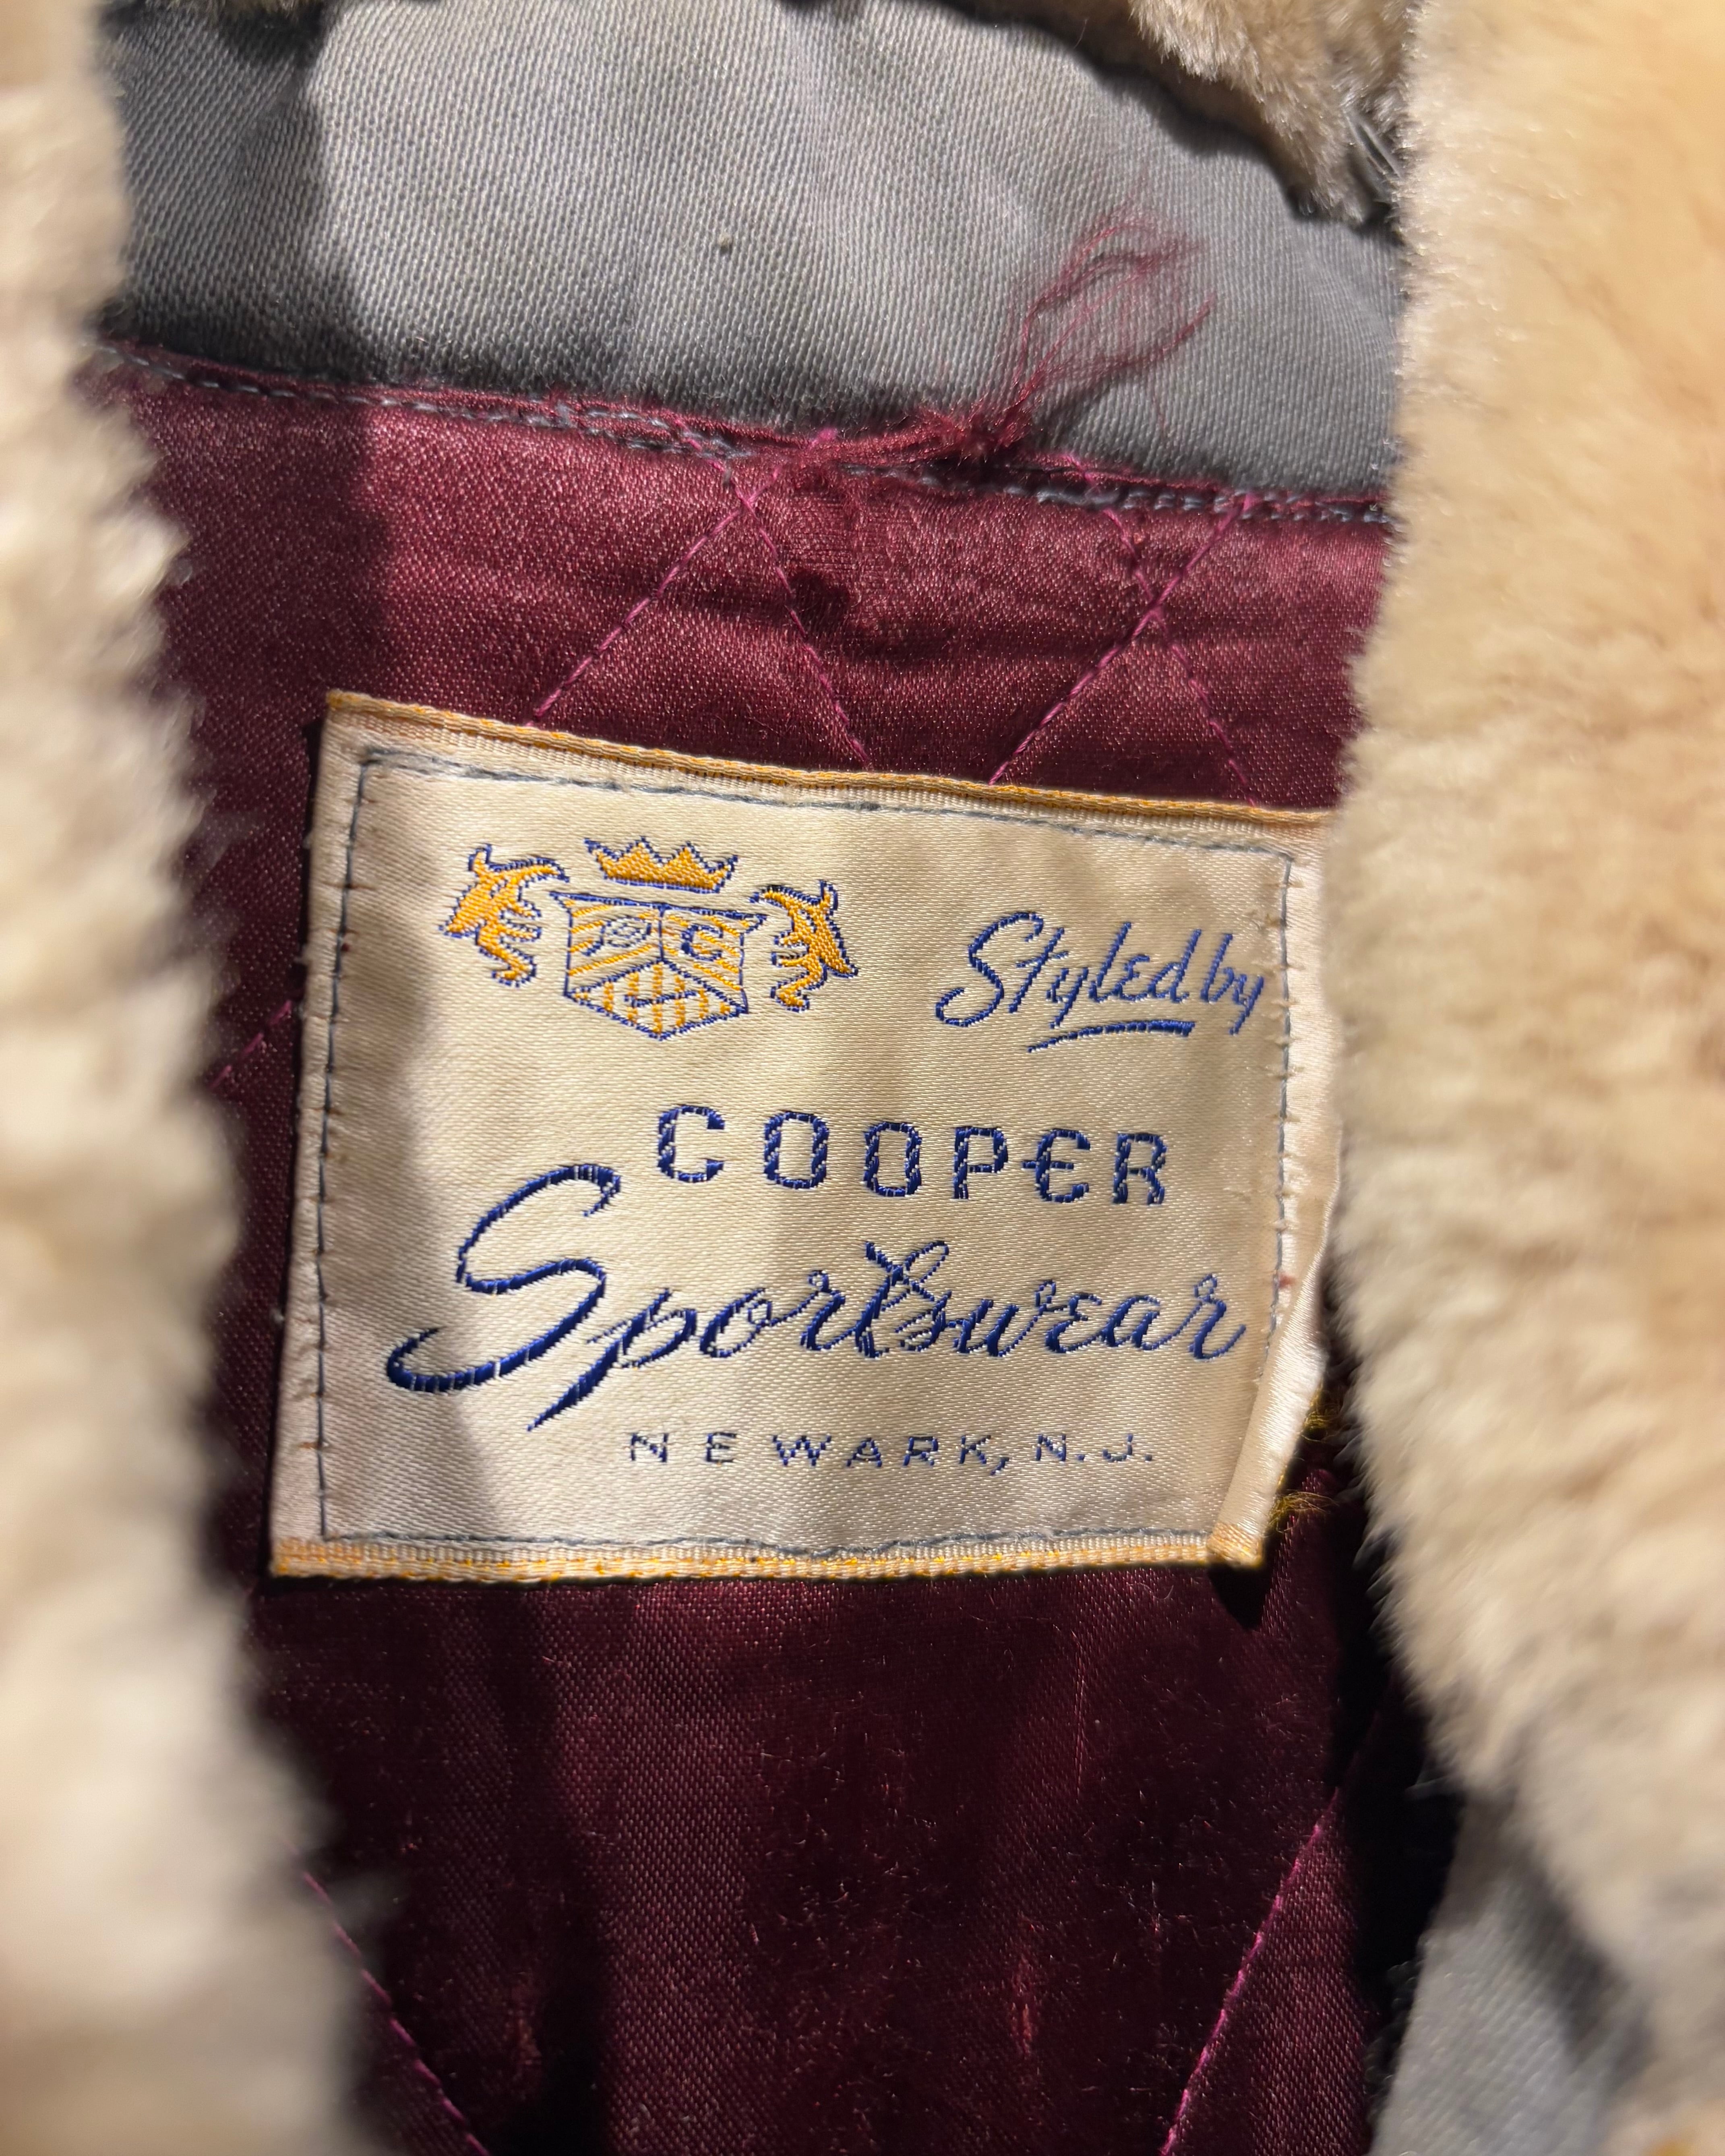 Styled by
COOPER
Sportswear
NEWARK, N.J.